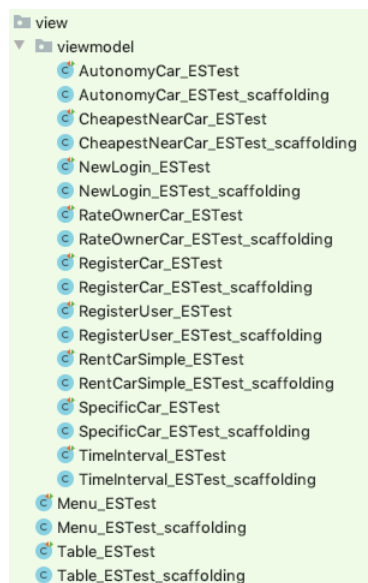 view
viewmodel
AutonomyCar_ESTest
AutonomyCar_ESTest_scaffolding
CheapestNearCar_ESTest
CheapestNearCar_ESTest_scaffolding
NewLogin_ESTest
NewLogin_ESTest_scaffolding
RateOwnerCar_ESTest
RateOwnerCar_ESTest_scaffolding
RegisterCar_ESTest
RegisterCar_ESTest_scaffolding
RegisterUser_ESTest
RegisterUser_ESTest_scaffolding
RentCarSimple_ESTest
RentCarSimple_ESTest_scaffolding
SpecificCar_ESTest
SpecificCar_ESTest_scaffolding
TimeInterval_ESTest
TimeInterval_ESTest_scaffolding
Menu_ESTest
Menu_ESTest_scaffolding
Table_ESTest
Table_ESTest_scaffolding